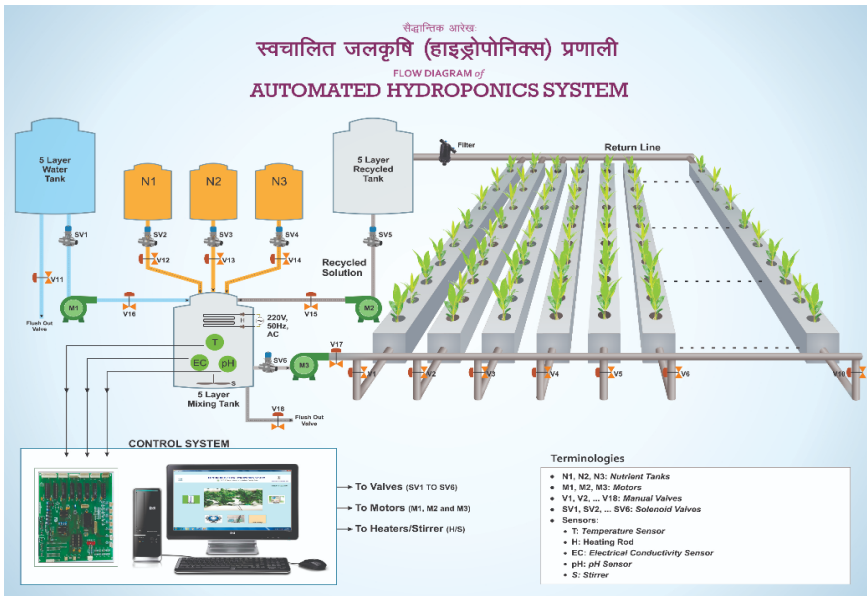 सैद्धान्तिक आरेखः
स्वचालित जलकृषि (हाइड्रोपोनिक्स) प्रणाली
FLOW DIAGRAM of
AUTOMATED HYDROPONICS SYSTEM
5 Layer
Water
Tank
N1
N2
N3
5 Layer
Recycled
Tank
Filter
Return Line
SV1
SV2
SV3
SV4
SV5
V11
V12
V13
V14
Recycled
Solution
M1
V16
V15
M2
Flush Out
Valve
H
220V,
50Hz,
AC
T
EC
pH
S
SV6
M3
V17
V1
V2
V3
V4
V5
V6
V10
5 Layer
Mixing Tank
V18
Flush Out
Valve
CONTROL SYSTEM
To Valves (SV1 TO SV6)
To Motors (M1, M2 and M3)
To Heaters/Stirrer (H/S)
Terminologies
• N1, N2, N3: Nutrient Tanks
• M1, M2, M3: Motors
• V1, V2, ... V18: Manual Valves
• SV1, SV2, ... SV6: Solenoid Valves
• Sensors:
• T: Temperature Sensor
• H: Heating Rod
• EC: Electrical Conductivity Sensor
• pH: pH Sensor
• S: Stirrer